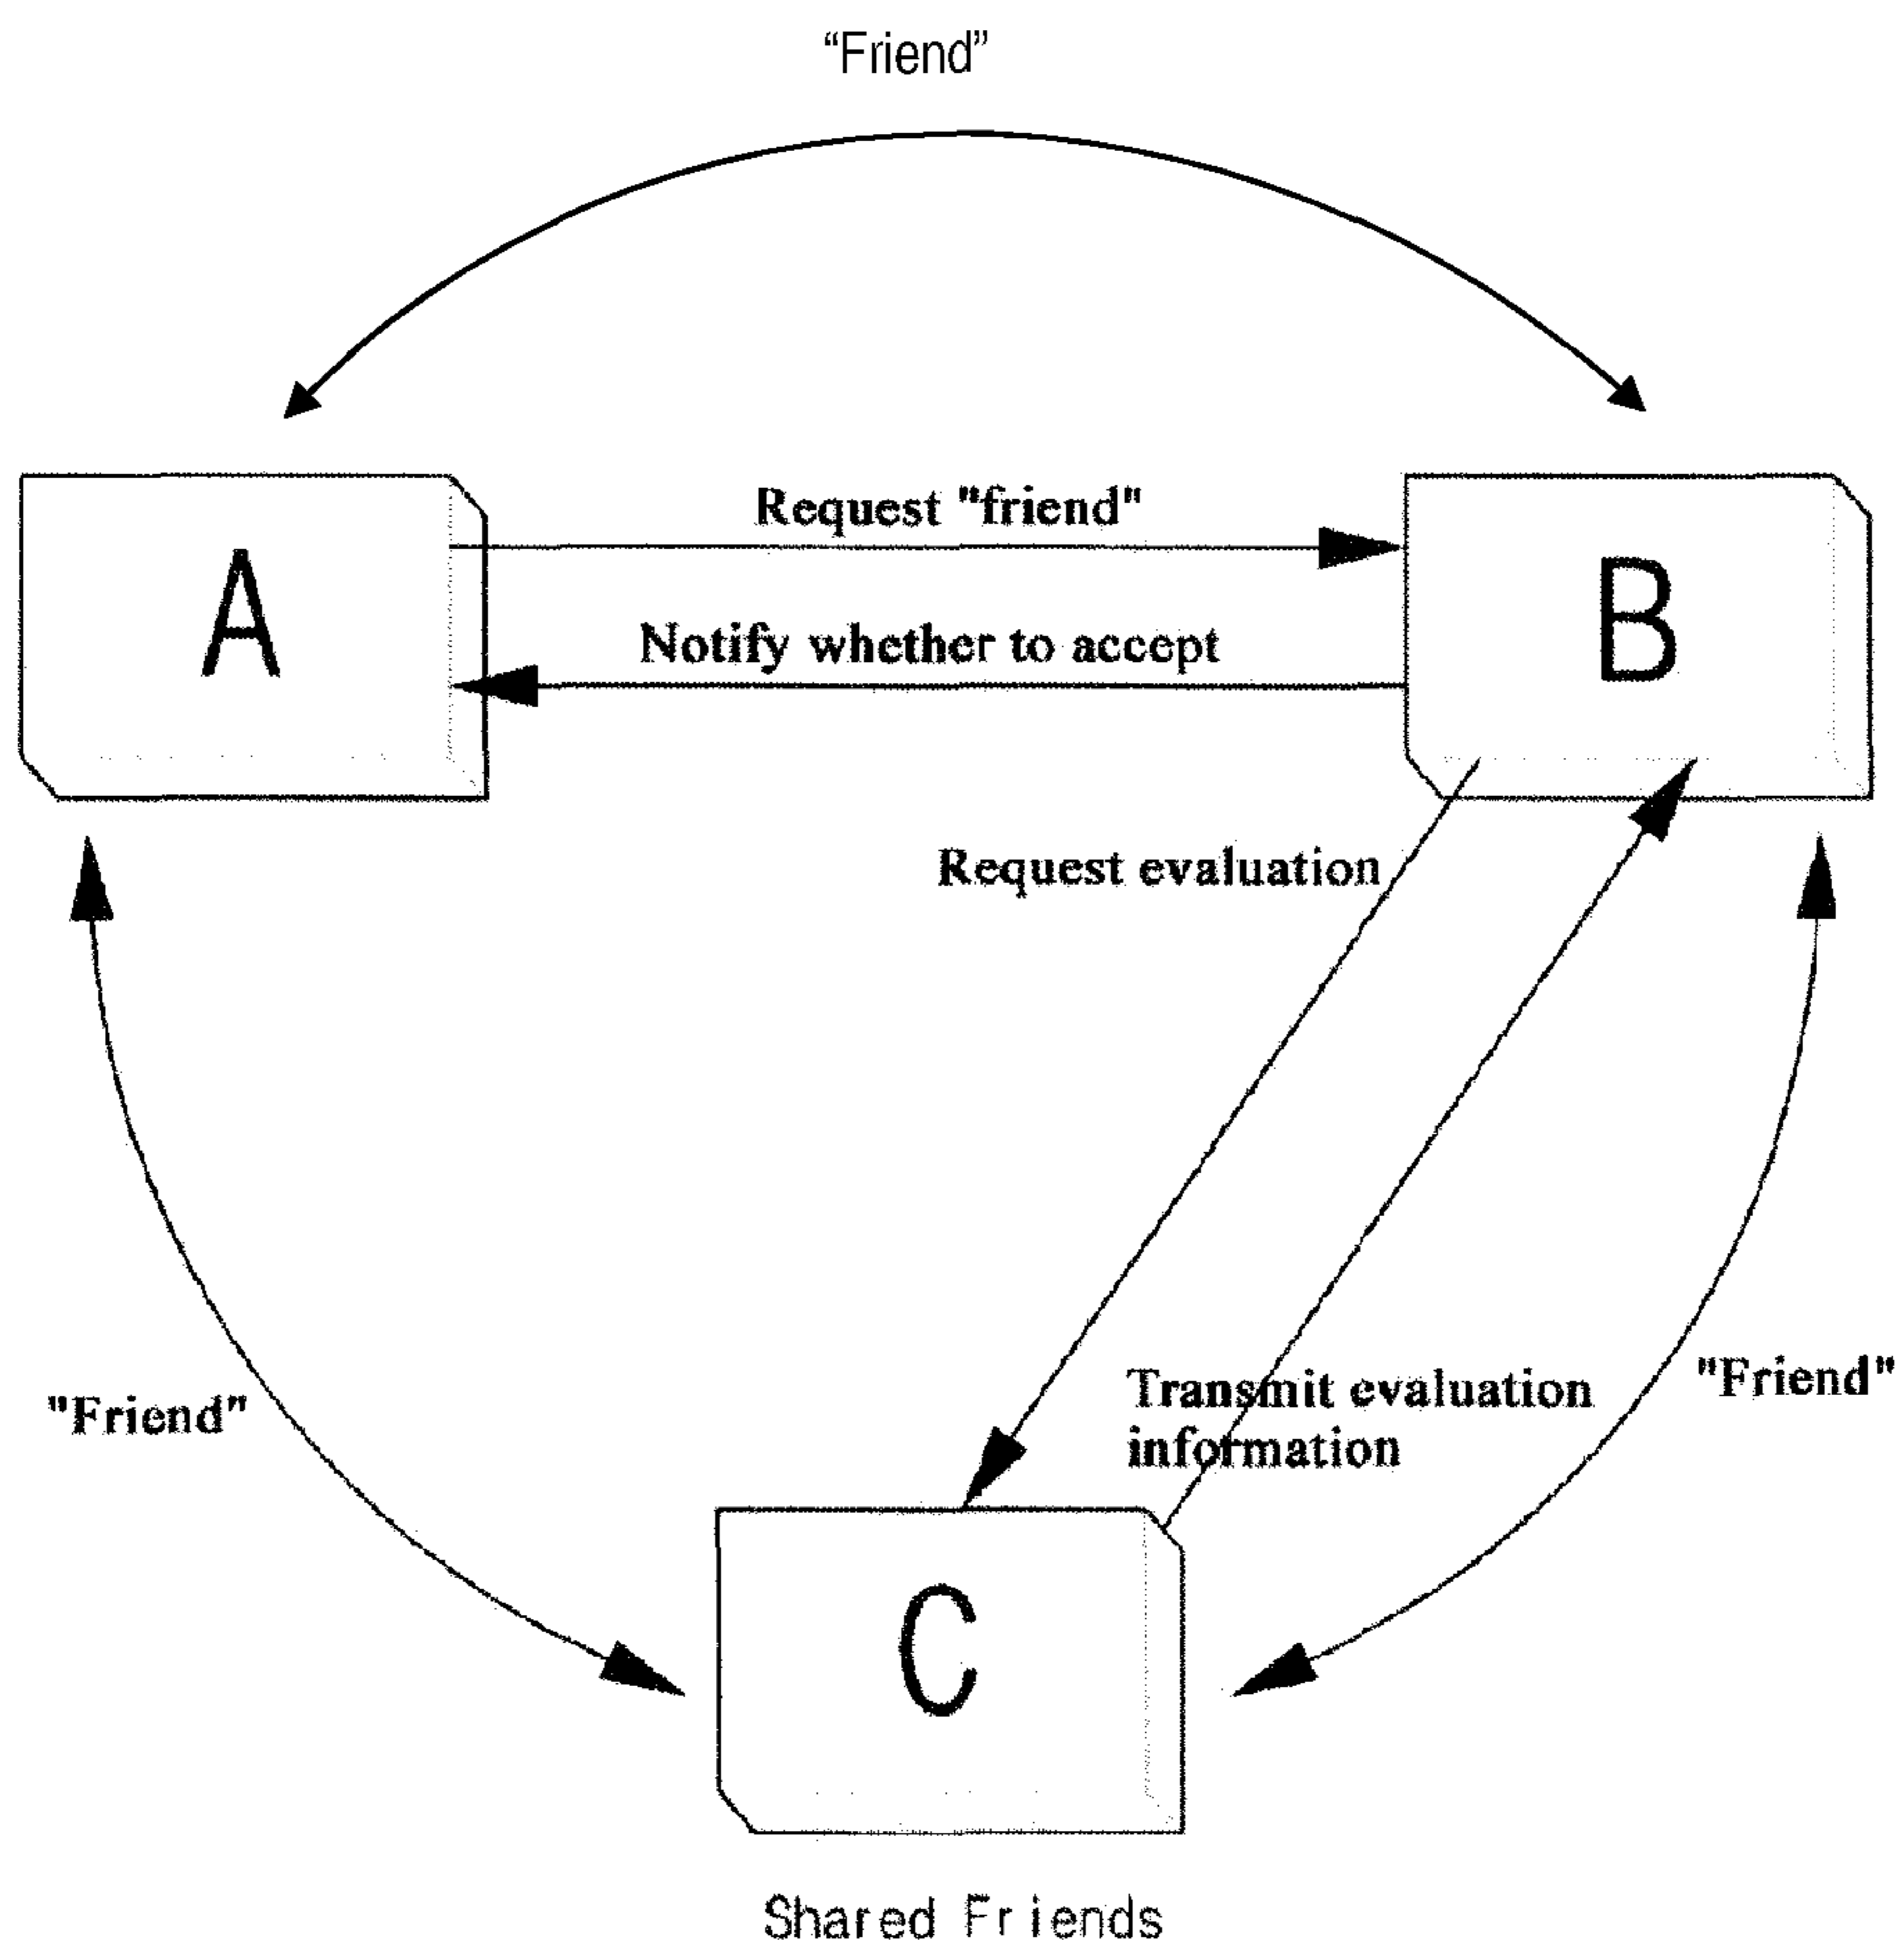 “Friend”
Request "friend"
A
B
Notify whether to accept
Request evaluation
"Friend"
Transmit evaluation
information
"Friend"
C
Shared Friends